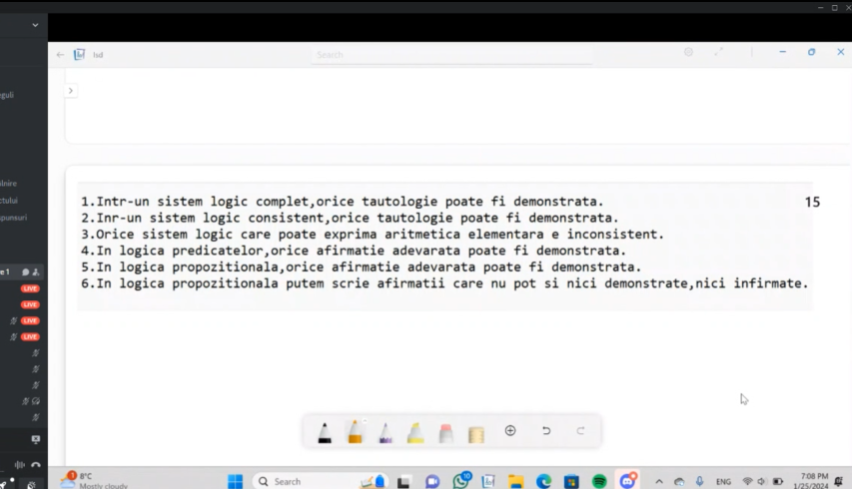 lsd
Search
eguli
ilnire
ctului
spunsuri
1.Intr-un sistem logic complet,orice tautologie poate fi demonstrata.
15
2.Inr-un sistem logic consistent,orice tautologie poate fi demonstrata.
3.Orice sistem logic care poate exprima aritmetica elementara e inconsistent.
4.In logica predicatelor,orice afirmatie adevarata poate fi demonstrata.
5.In logica propozitionala,orice afirmatie adevarata poate fi demonstrata.
6.In logica propozitionala putem scrie afirmatii care nu pot si nici demonstrate,nici infirmate.
e 1
LIVE
LIVE
LIVE
LIVE
8°C
Mostly cloudy
Search
ENG
7:08 PM
1/25/2024